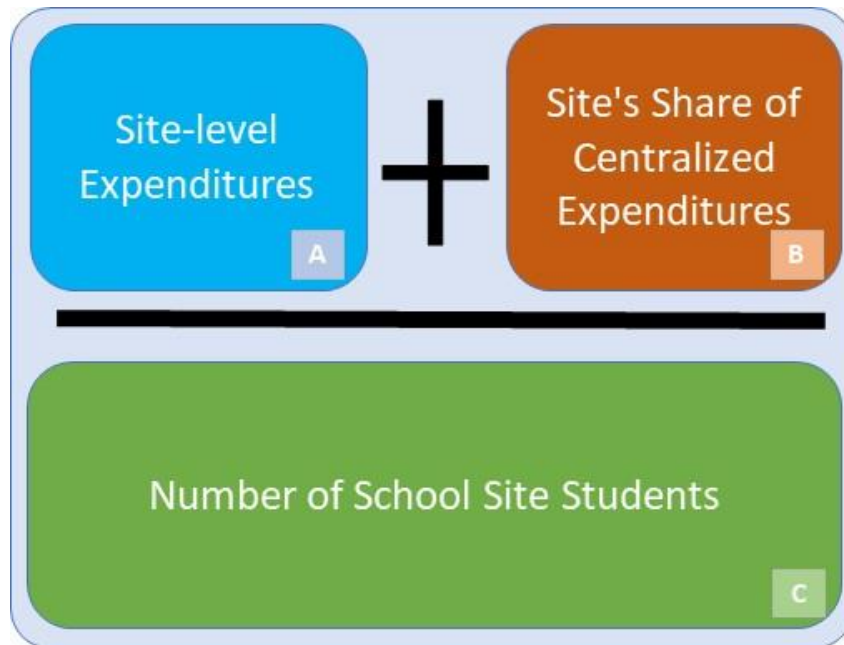 Site-level
Expenditures
A
Site's Share of
Centralized
Expenditures
B
Number of School Site Students
C